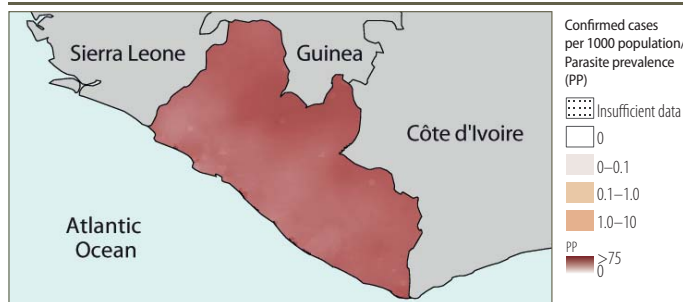 Sierra Leone
Guinea
Côte d'Ivoire
Atlantic
Ocean
Confirmed cases
per 1000 population/
Parasite prevalence
(PP)
Insufficient data
0
0–0.1
0.1–1.0
1.0–10
PP
>75
0